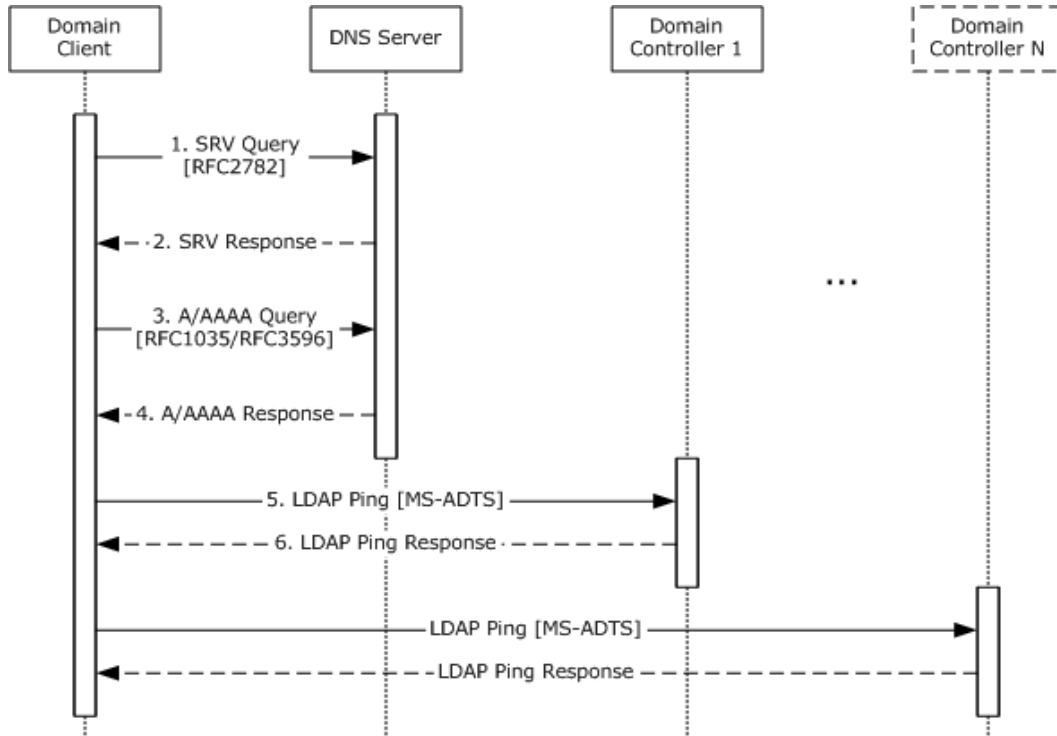 Domain
Client
DNS Server
Domain
Controller 1
Domain
Controller N
1. SRV Query
[RFC2782]
2. SRV Response
...
3. A/AAAA Query
[RFC1035/RFC3596]
4. A/AAAA Response
5. LDAP Ping [MS-ADTS]
6. LDAP Ping Response
LDAP Ping [MS-ADTS]
LDAP Ping Response